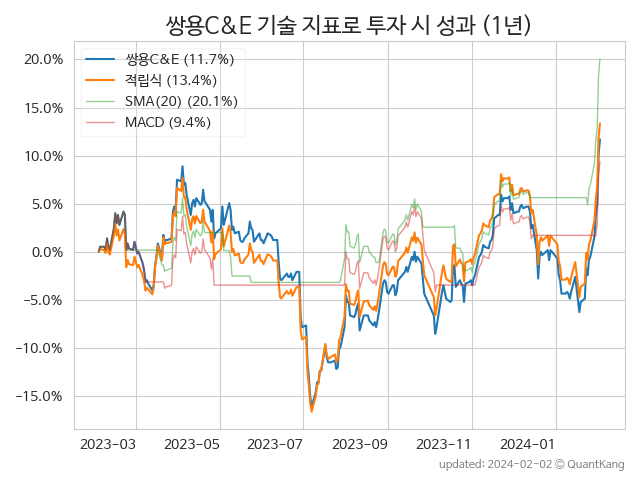 쌍용C&E 기술 지표로 투자 시 성과 (1년)
쌍용C&E (11.7%)
적립식 (13.4%)
SMA(20) (20.1%)
MACD (9.4%)
20.0%
15.0%
10.0%
5.0%
0.0%
−5.0%
−10.0%
−15.0%
2023-03 2023-05 2023-07 2023-09 2023-11 2024-01
updated: 2024-02-02 © QuantKang